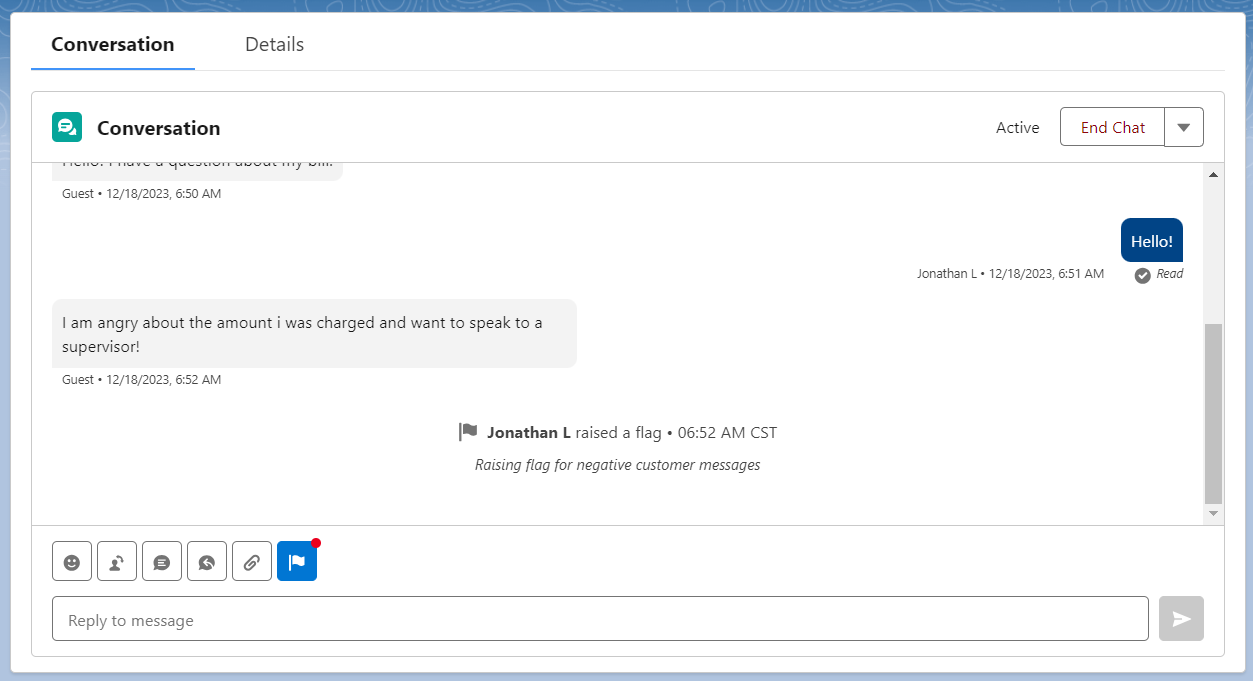 Conversation
Details
Conversation
Active
End Chat
Hello! I have a question about my bill.
Guest • 12/18/2023, 6:50 AM
Hello!
Jonathan L • 12/18/2023, 6:51 AM
Read
I am angry about the amount i was charged and want to speak to a
supervisor!
Guest • 12/18/2023, 6:52 AM
Jonathan L raised a flag • 06:52 AM CST
Raising flag for negative customer messages
Reply to message